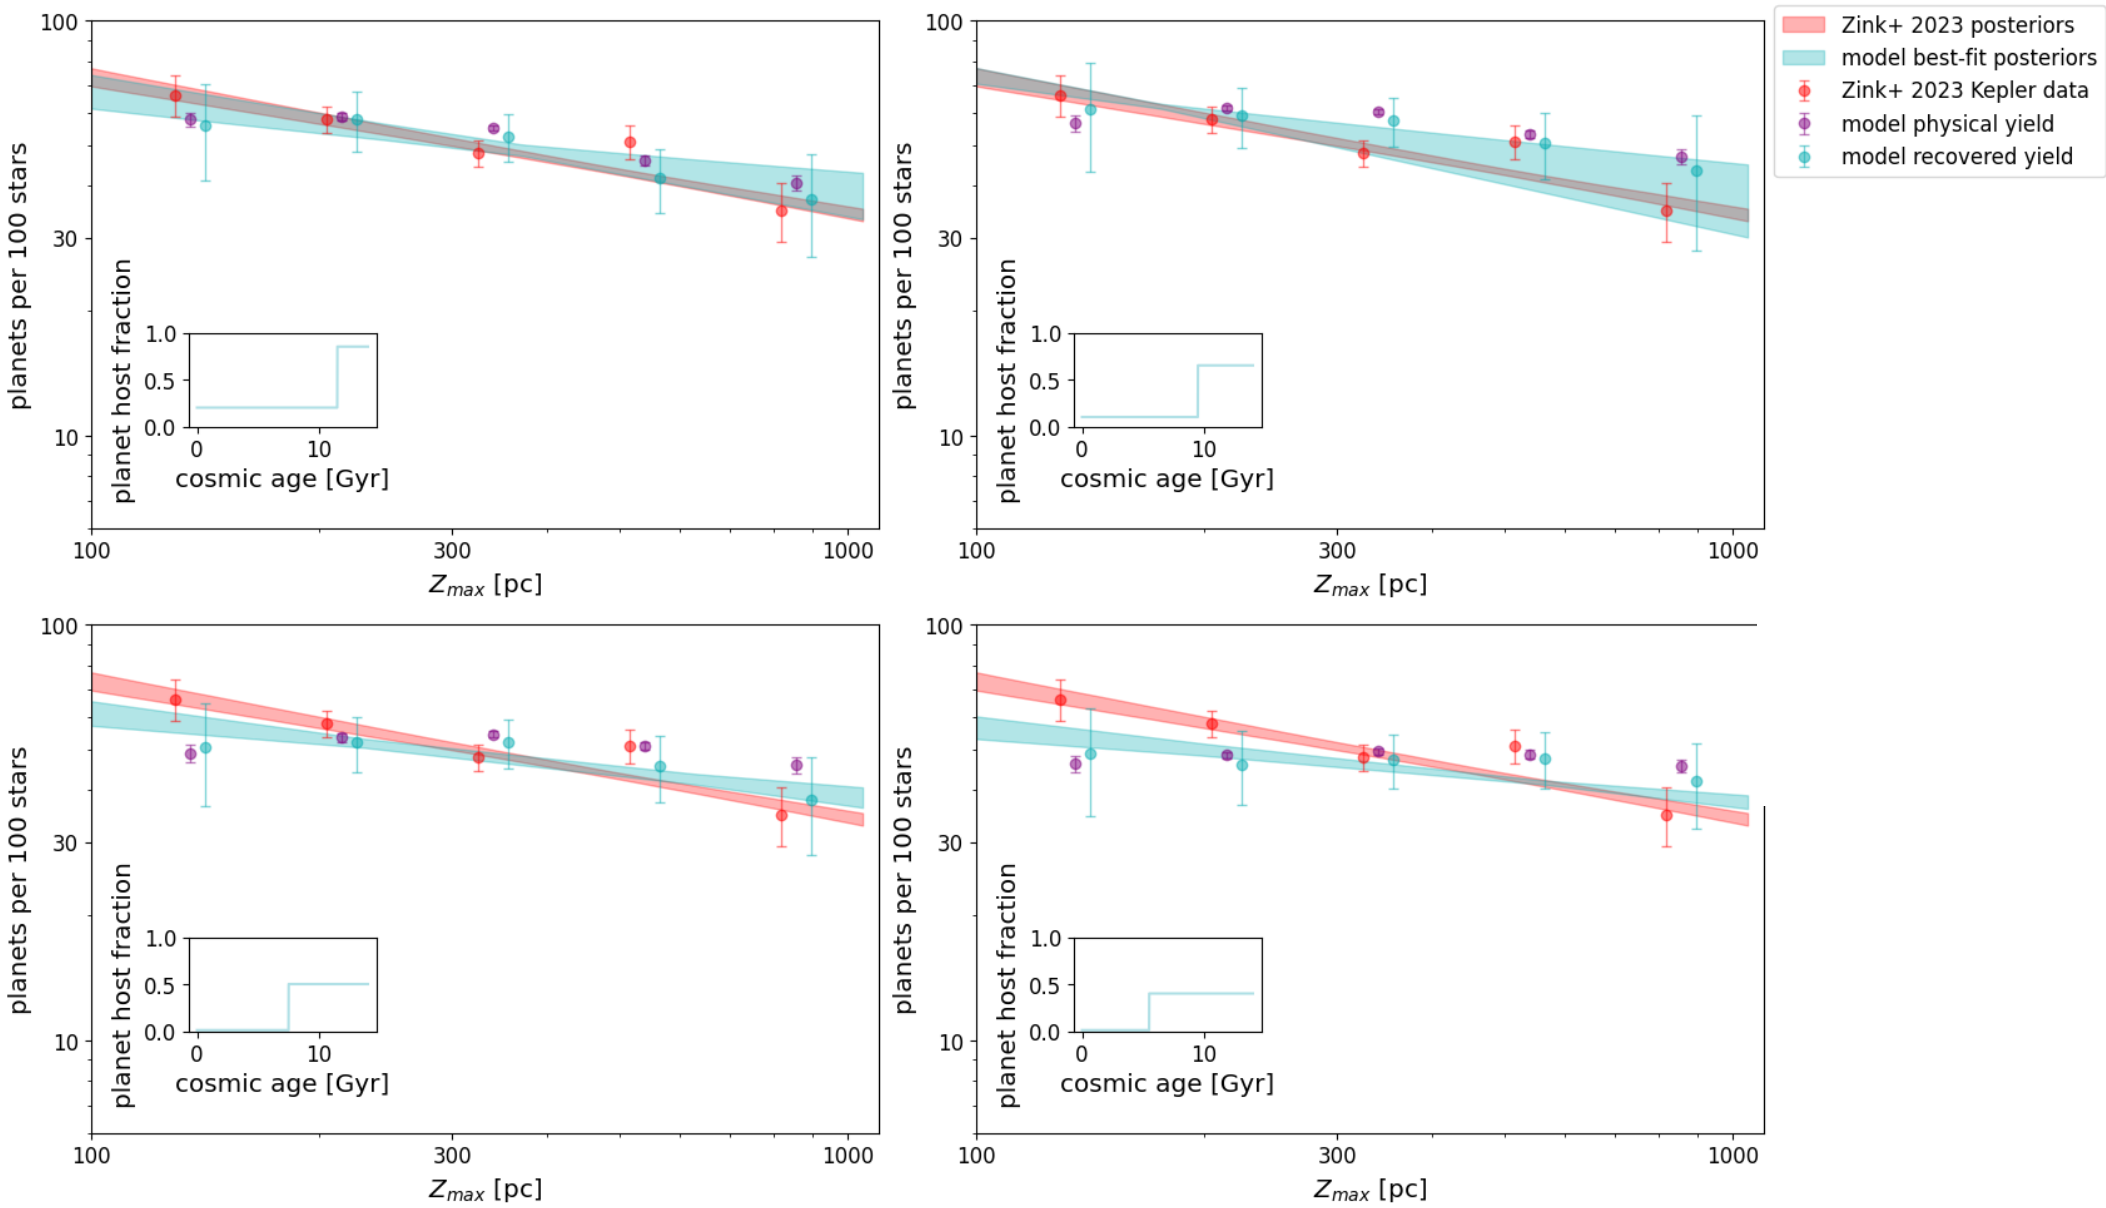 100
30
10
planets per 100 stars
planet host fraction
1.0
0.5
0.0
0 10
cosmic age [Gyr]
100 300 1000
Zmax [pc]
100
30
10
planets per 100 stars
planet host fraction
1.0
0.5
0.0
0 10
cosmic age [Gyr]
100 300 1000
Zmax [pc]
Zink+ 2023 posteriors
model best-fit posteriors
Zink+ 2023 Kepler data
model physical yield
model recovered yield
100
30
10
planets per 100 stars
planet host fraction
1.0
0.5
0.0
0 10
cosmic age [Gyr]
100 300 1000
Zmax [pc]
100
30
10
planets per 100 stars
planet host fraction
1.0
0.5
0.0
0 10
cosmic age [Gyr]
100 300 1000
Zmax [pc]